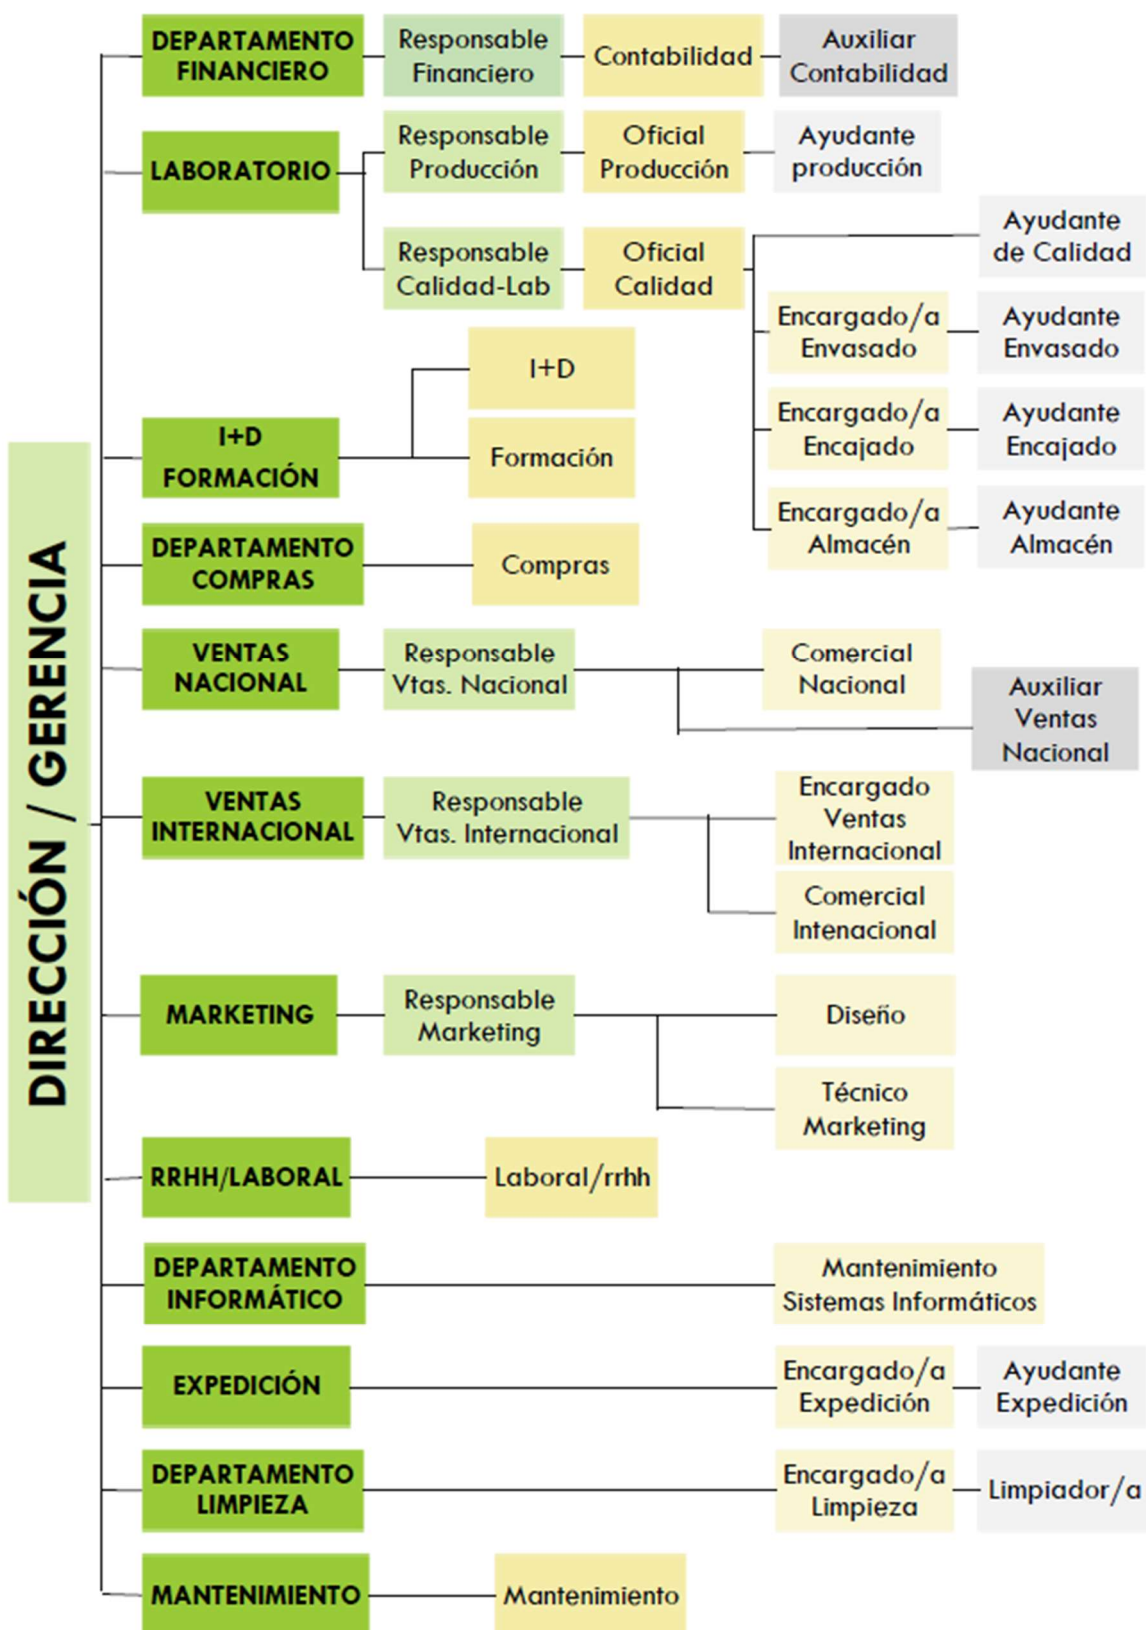 DIRECCIÓN / GERENCIA
DEPARTAMENTO
FINANCIERO
Responsable
Financiero
Contabilidad
Auxiliar
Contabilidad
LABORATORIO
Responsable
Producción
Oficial
Producción
Ayudante
producción
Responsable
Calidad-Lab
Oficial
Calidad
Ayudante
de Calidad
Encargado/a
Envasado
Ayudante
Envasado
Encargado/a
Encajado
Ayudante
Encajado
Encargado/a
Almacén
Ayudante
Almacén
I+D
FORMACIÓN
I+D
Formación
DEPARTAMENTO
COMPRAS
Compras
VENTAS
NACIONAL
Responsable
Vtas. Nacional
Comercial
Nacional
Auxiliar
Ventas
Nacional
VENTAS
INTERNACIONAL
Responsable
Vtas. Internacional
Encargado
Ventas
Internacional
Comercial
Intenacional
MARKETING
Responsable
Marketing
Diseño
Técnico
Marketing
RRHH/LABORAL
Laboral/rrhh
DEPARTAMENTO
INFORMÁTICO
Mantenimiento
Sistemas Informáticos
EXPEDICIÓN
Encargado/a
Expedición
Ayudante
Expedición
DEPARTAMENTO
LIMPIEZA
Encargado/a
Limpieza
Limpiador/a
MANTENIMIENTO
Mantenimiento